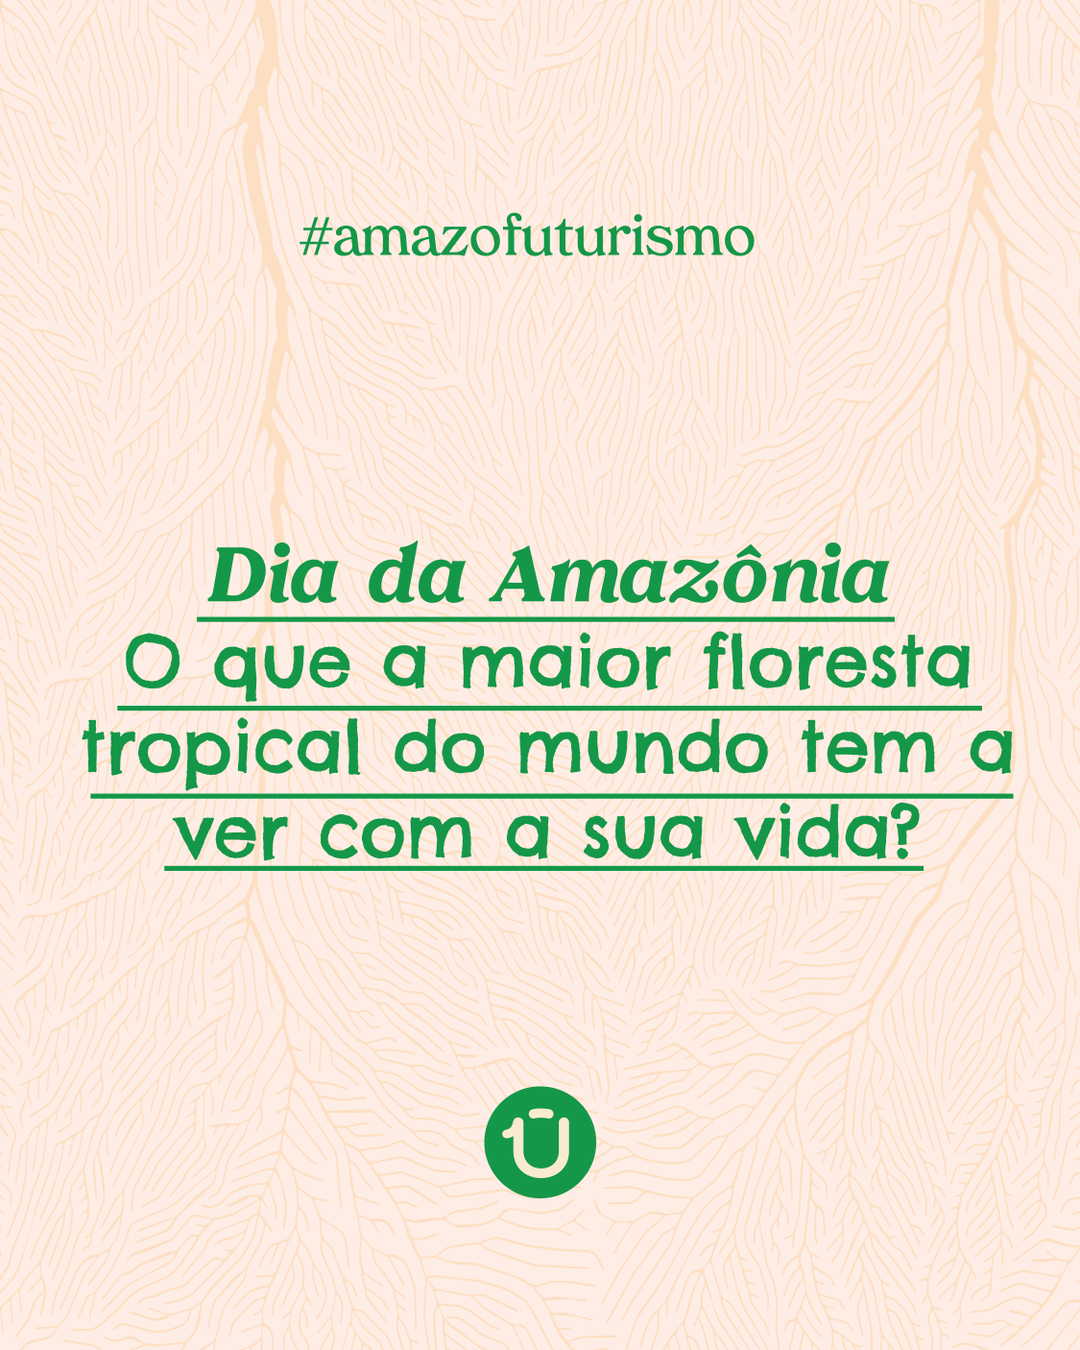 #amazofuturismo
Dia da Amazônia
O que a maior floresta
tropical do mundo tem a
ver com a sua vida?